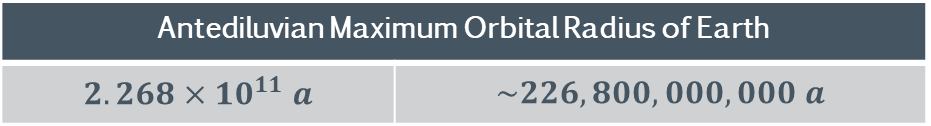 Antediluvian Maximum Orbital Radius of Earth
2.268 × 10¹¹ a
~226,800,000,000 a